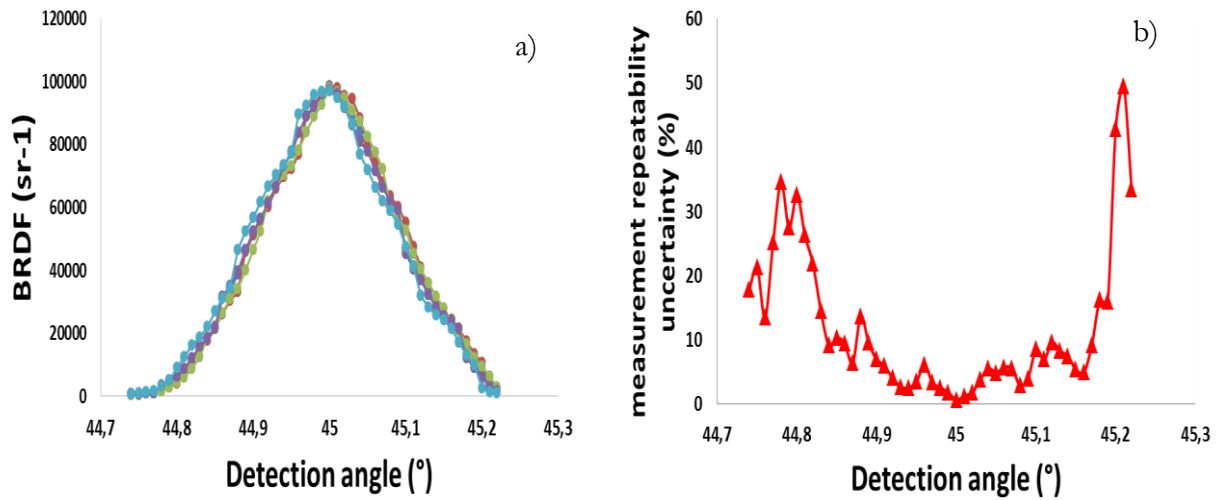 a)
BRDF (sr-1)
120000
100000
80000
60000
40000
20000
0
44,7 44,8 44,9 45 45,1 45,2 45,3
Detection angle (°)
b)
measurement repetability
uncertainty (%)
60
50
40
30
20
10
0
44,7 44,8 44,9 45 45,1 45,2 45,3
Detection angle (°)